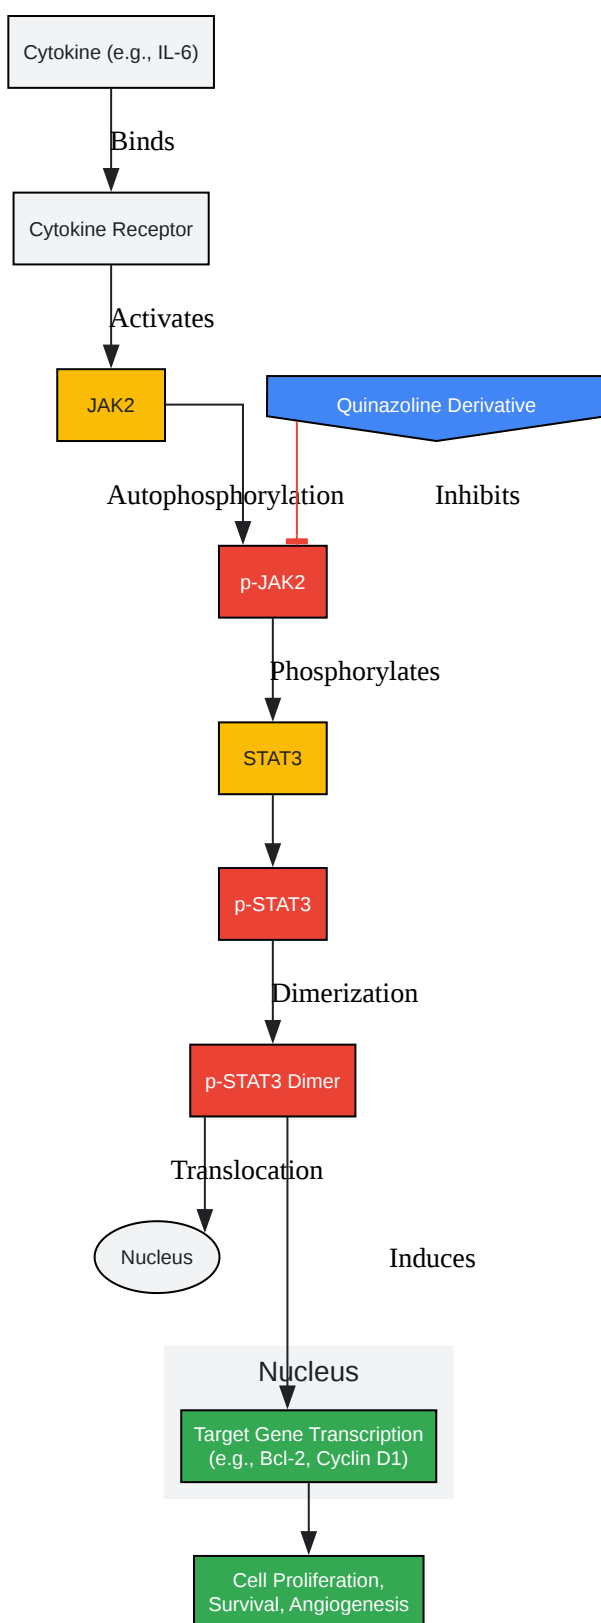 Cytokine (e.g., IL-6)
Binds
Cytokine Receptor
Activates
JAK2
Quinazoline Derivative
Autophosphorylation
Inhibits
p-JAK2
Phosphorylates
STAT3
p-STAT3
Dimerization
p-STAT3 Dimer
Translocation
Nucleus
Induces
Nucleus
Target Gene Transcription
(e.g., Bcl-2, Cyclin D1)
Cell Proliferation,
Survival, Angiogenesis